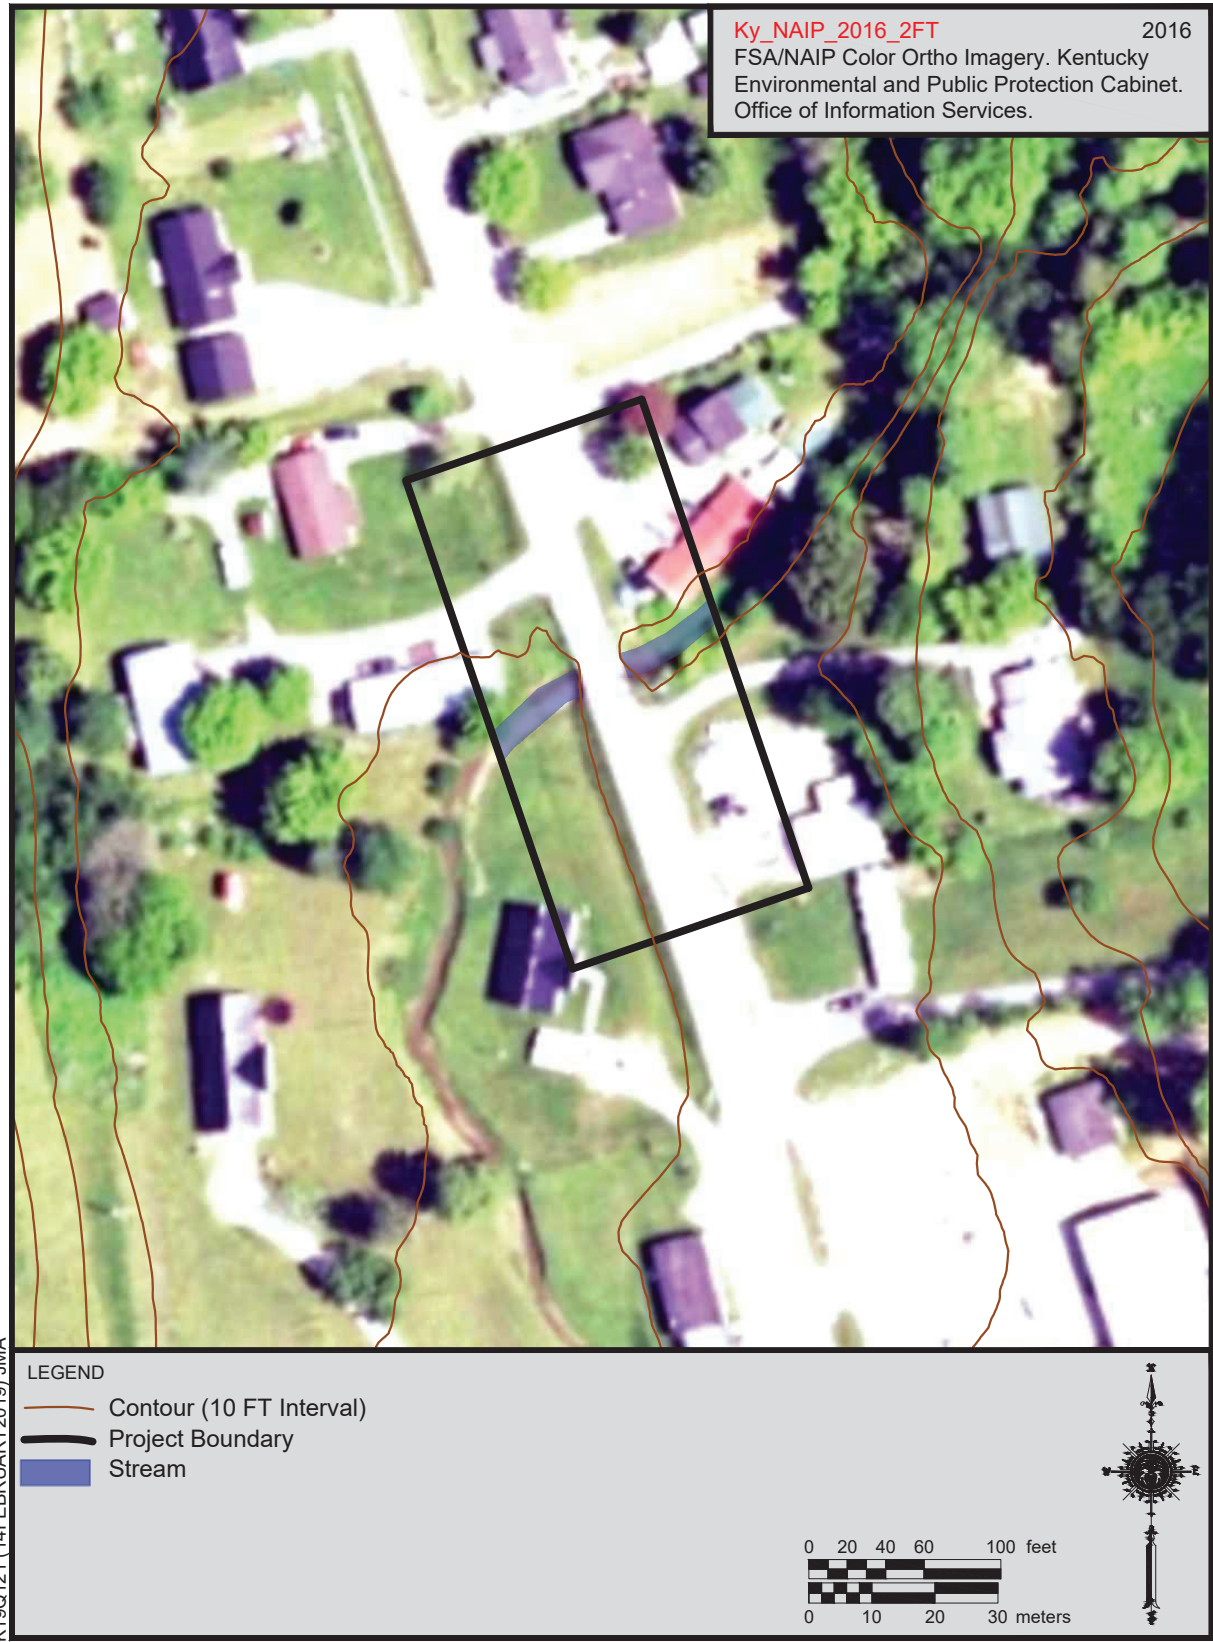 Ky_NAIP_2016_2FT 2016
FSA/NAIP Color Ortho Imagery. Kentucky
Environmental and Public Protection Cabinet.
Office of Information Services.
LEGEND
Contour (10 FT Interval)
Project Boundary
Stream
0 20 40 60 100 feet
0 10 20 30 meters